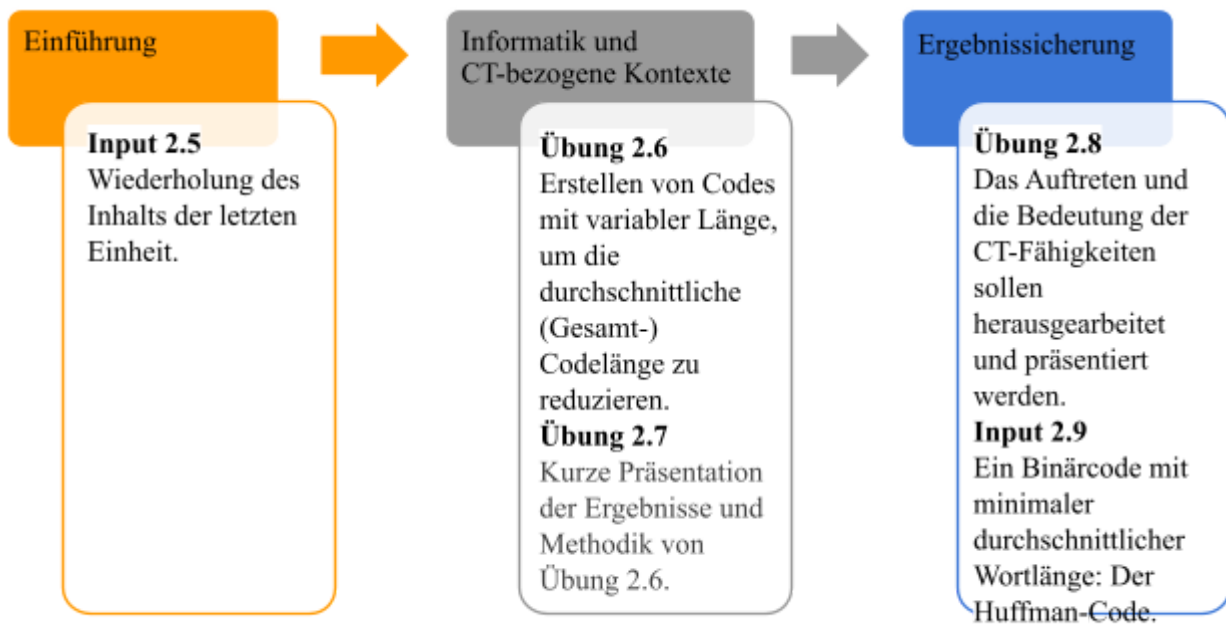 Einführung
Input 2.5
Wiederholung des
Inhalts der letzten
Einheit.
Informatik und
CT-bezogene Kontexte
Übung 2.6
Erstellen von Codes
mit variabler Länge,
um die
durchschnittliche
(Gesamt-)
Codelänge zu
reduzieren.
Übung 2.7
Kurze Präsentation
der Ergebnisse und
Methodik von
Übung 2.6.
Ergebnissicherung
Übung 2.8
Das Auftreten und
die Bedeutung der
CT-Fähigkeiten
sollen
herausgearbeitet
und präsentiert
werden.
Input 2.9
Ein Binärcode mit
minimaler
durchschnittlicher
Wortlänge: Der
Huffman-Code.